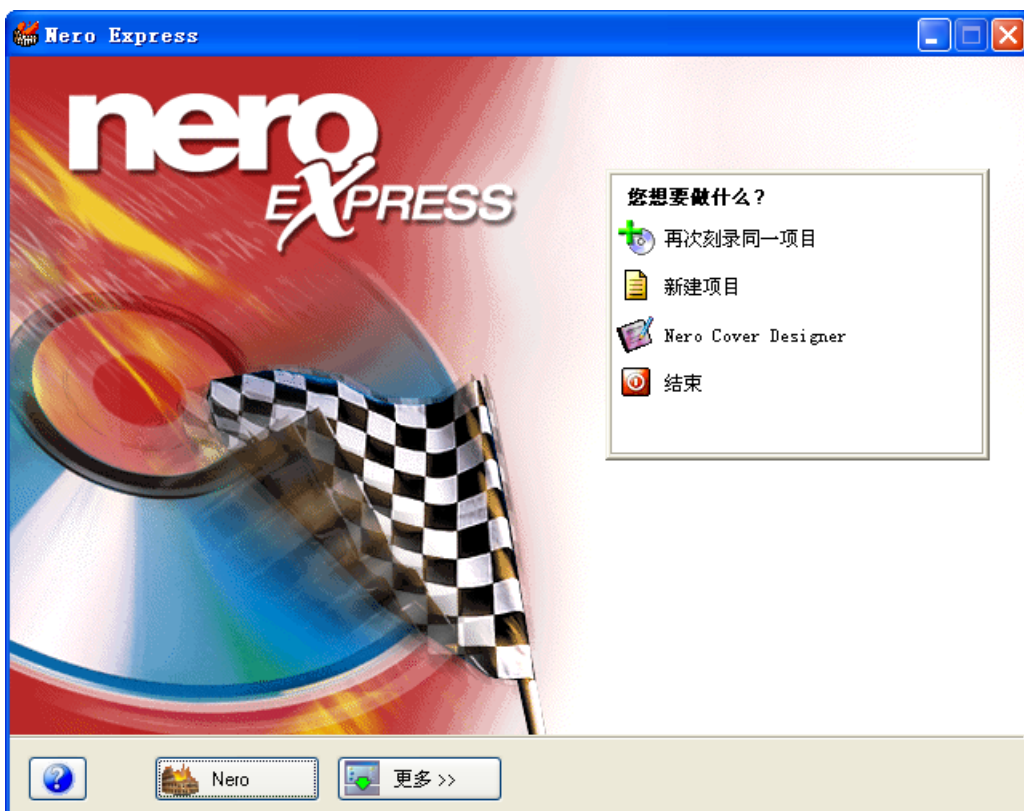 Nero Express
nero
EXPRESS
您想要做什么?
再次刻录同一项目
新建项目
Nero Cover Designer
结束
?
Nero
更多 >>